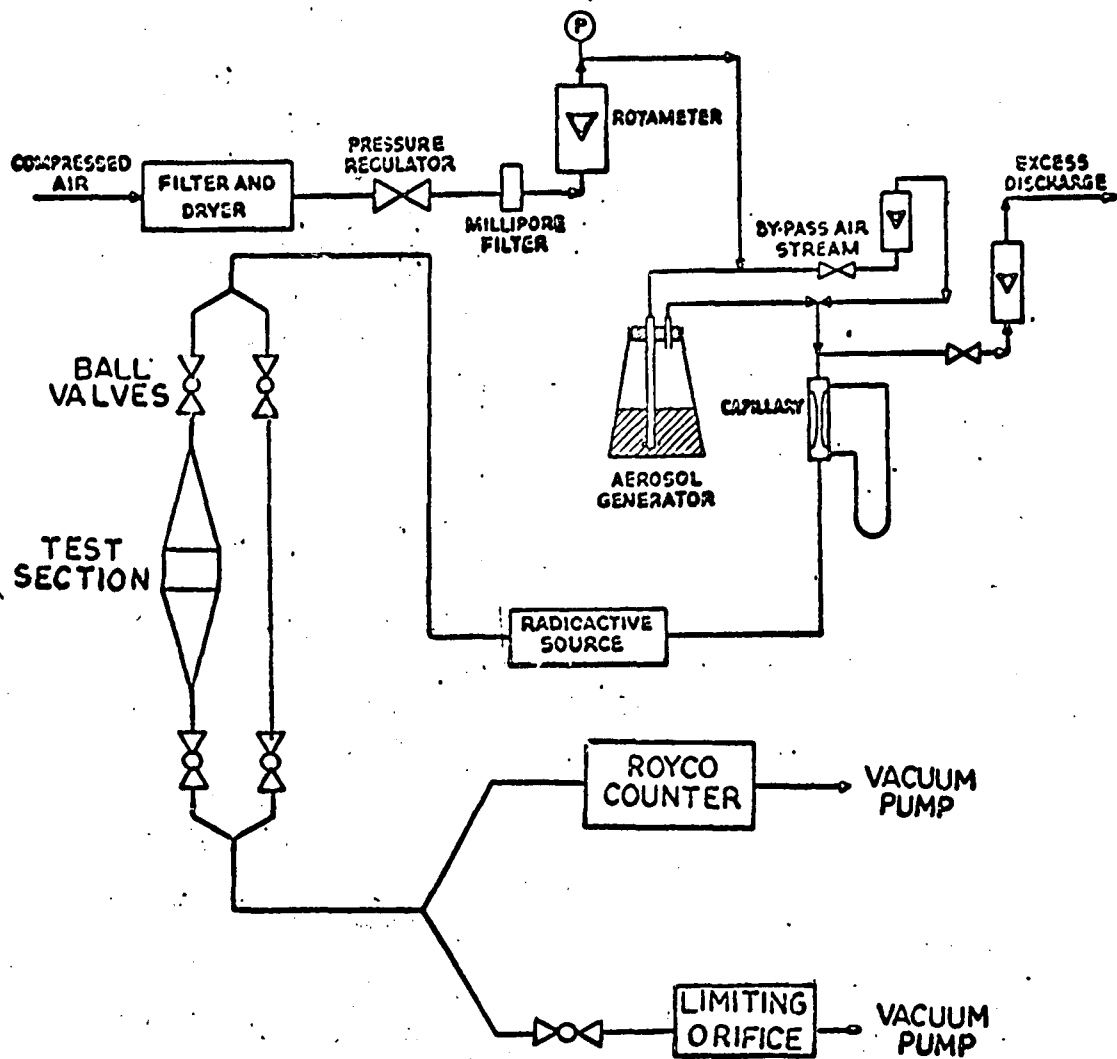 P
ROTAMETER
PRESSURE
REGULATOR
COMPRESSED
AIR
FILTER AND
DRYER
MILLIPORE
FILTER
EXCESS
DISCHARGE
BY-PASS AIR
STREAM
BALL
VALVES
CAPILLARY
AEROSOL
GENERATOR
TEST
SECTION
RADIOACTIVE
SOURCE
ROYCO
COUNTER
VACUUM
PUMP
LIMITING
ORIFICE
VACUUM
PUMP